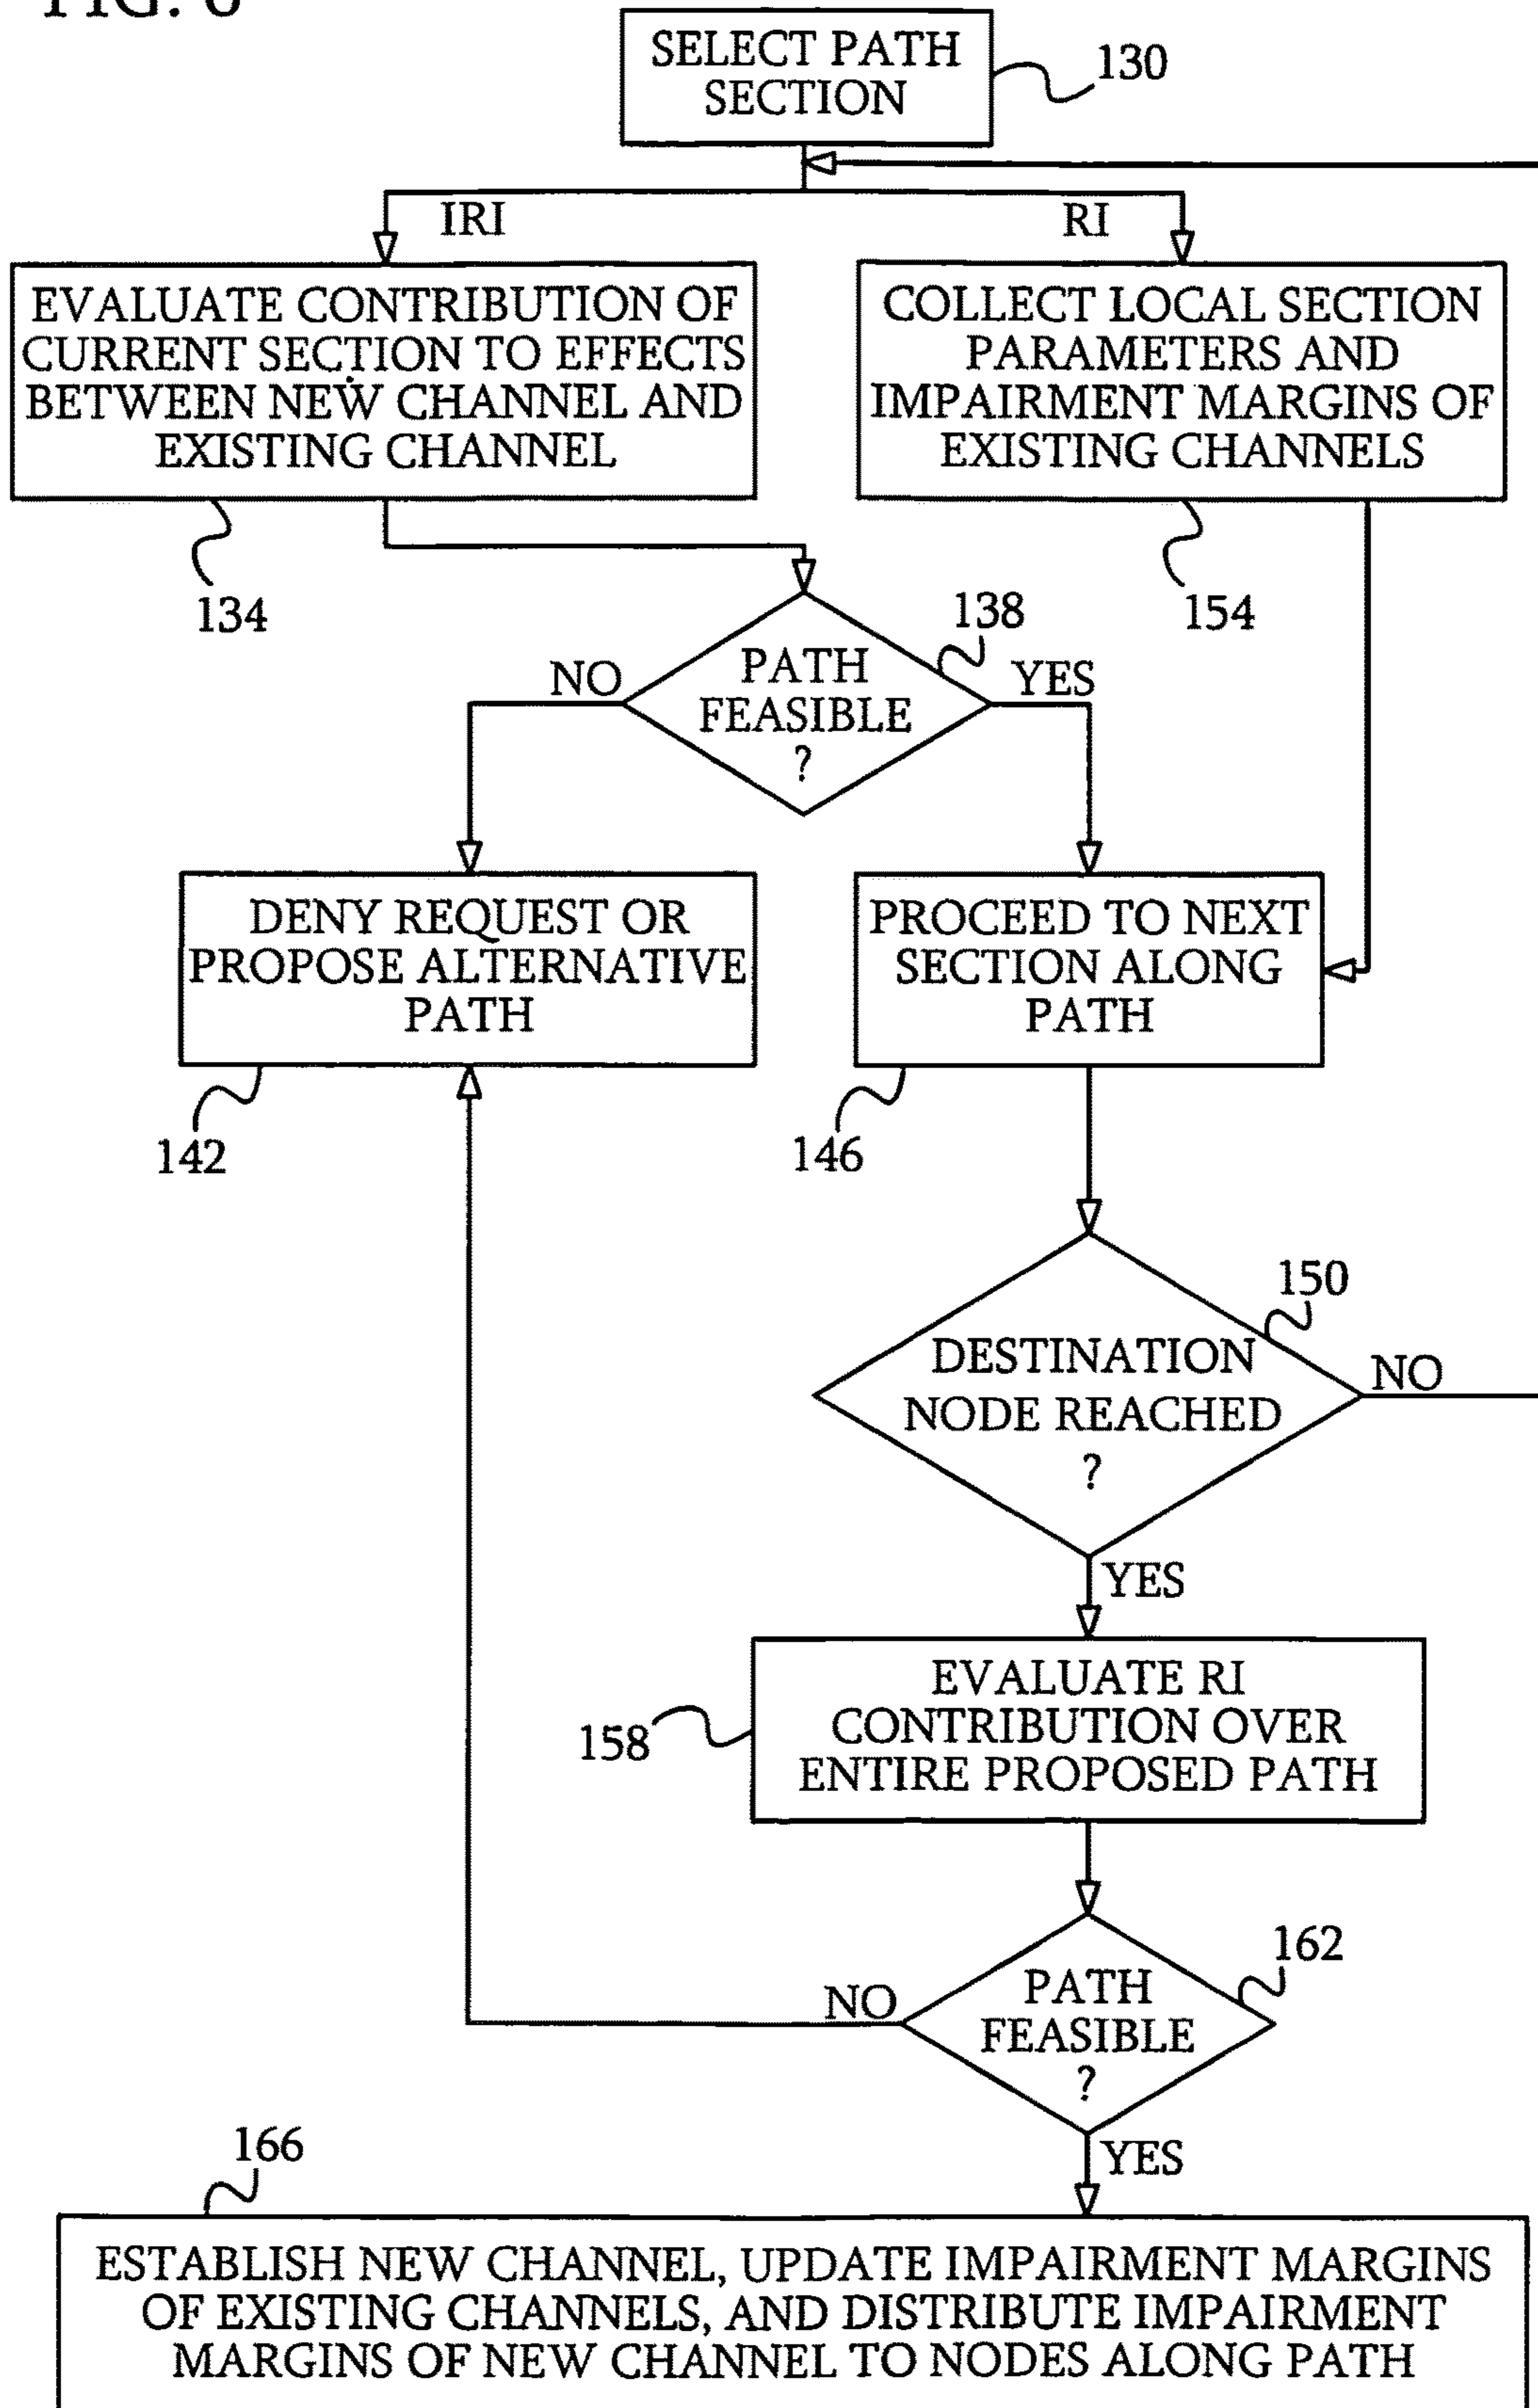 SELECT PATH
SECTION
130
IRI
RI
EVALUATE CONTRIBUTION OF
CURRENT SECTION TO EFFECTS
BETWEEN NEW CHANNEL AND
EXISTING CHANNEL
COLLECT LOCAL SECTION
PARAMETERS AND
IMPAIRMENT MARGINS OF
EXISTING CHANNELS
134
154
138
PATH
FEASIBLE
?
NO
YES
DENY REQUEST OR
PROPOSE ALTERNATIVE
PATH
PROCEED TO NEXT
SECTION ALONG
PATH
142
146
150
DESTINATION
NODE REACHED
?
NO
YES
EVALUATE RI
CONTRIBUTION OVER
ENTIRE PROPOSED PATH
158
162
PATH
FEASIBLE
?
NO
YES
166
ESTABLISH NEW CHANNEL, UPDATE IMPAIRMENT MARGINS
OF EXISTING CHANNELS, AND DISTRIBUTE IMPAIRMENT
MARGINS OF NEW CHANNEL TO NODES ALONG PATH